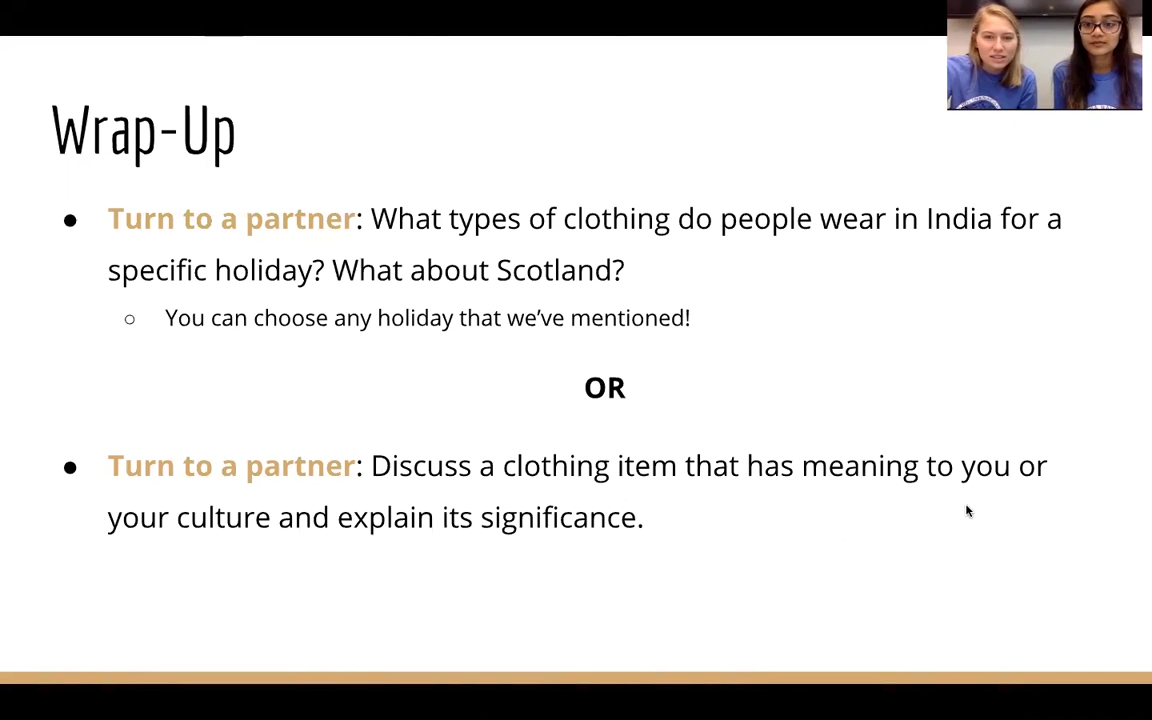 Wrap-Up
● Turn to a partner: What types of clothing do people wear in India for a
specific holiday? What about Scotland?
○ You can choose any holiday that we've mentioned!
OR
● Turn to a partner: Discuss a clothing item that has meaning to you or
your culture and explain its significance.